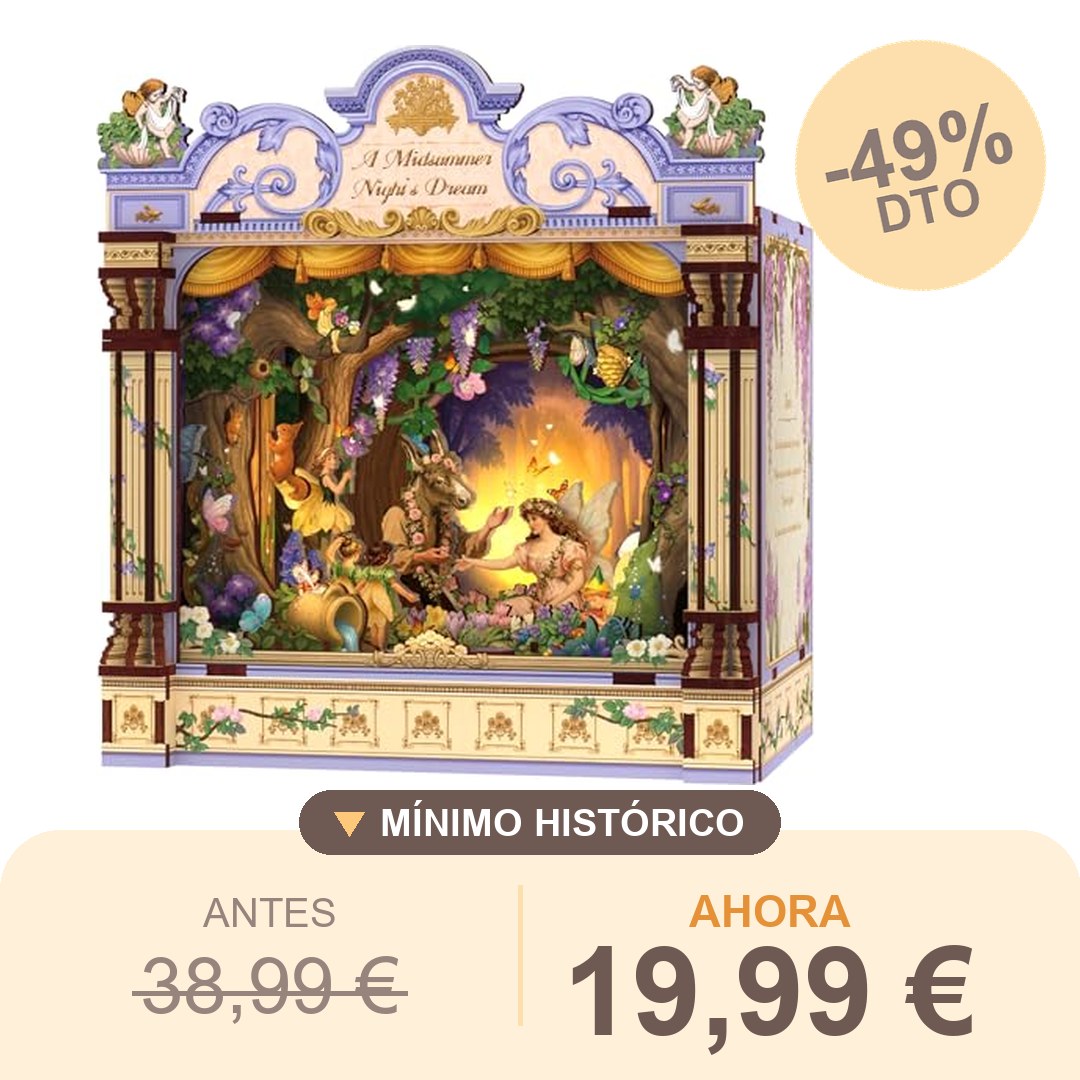 A Midsummer
Night's Dream
-49%
DTO
MÍNIMO HISTÓRICO
ANTES
38,99 €
AHORA
19,99 €